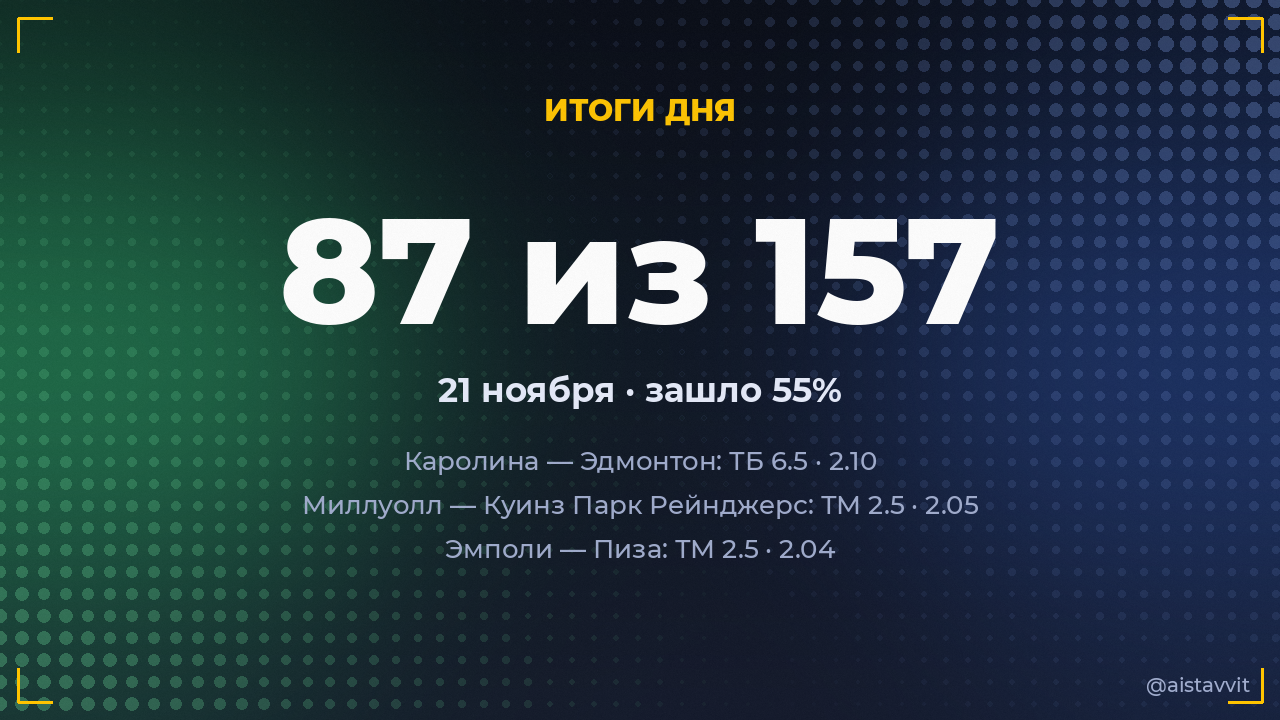 ИТОГИ ДНЯ
87 из 157
21 ноября · зашло 55%
Каролина — Эдмонтон: ТБ 6.5 · 2.10
Миллуолл — Куинз Парк Рейнджерс: ТМ 2.5 · 2.05
Эмполи — Пиза: ТМ 2.5 · 2.04
@aistavvit